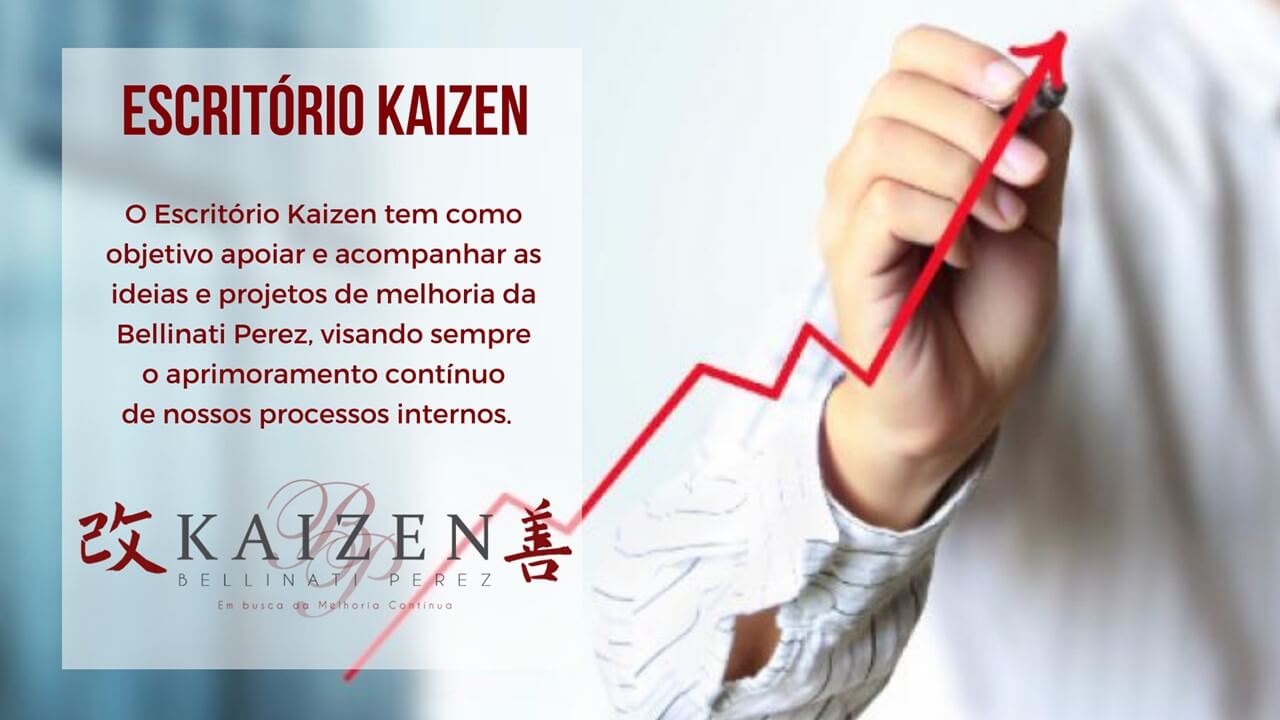 ESCRITÓRIO KAIZEN
O Escritório Kaizen tem como
objetivo apoiar e acompanhar as
ideias e projetos de melhoria da
Bellinati Perez, visando sempre
o aprimoramento contínuo
de nossos processos internos.
改 KAIZEN 善
BP
BELLINATI PEREZ
Em busca da Melhoria Contínua